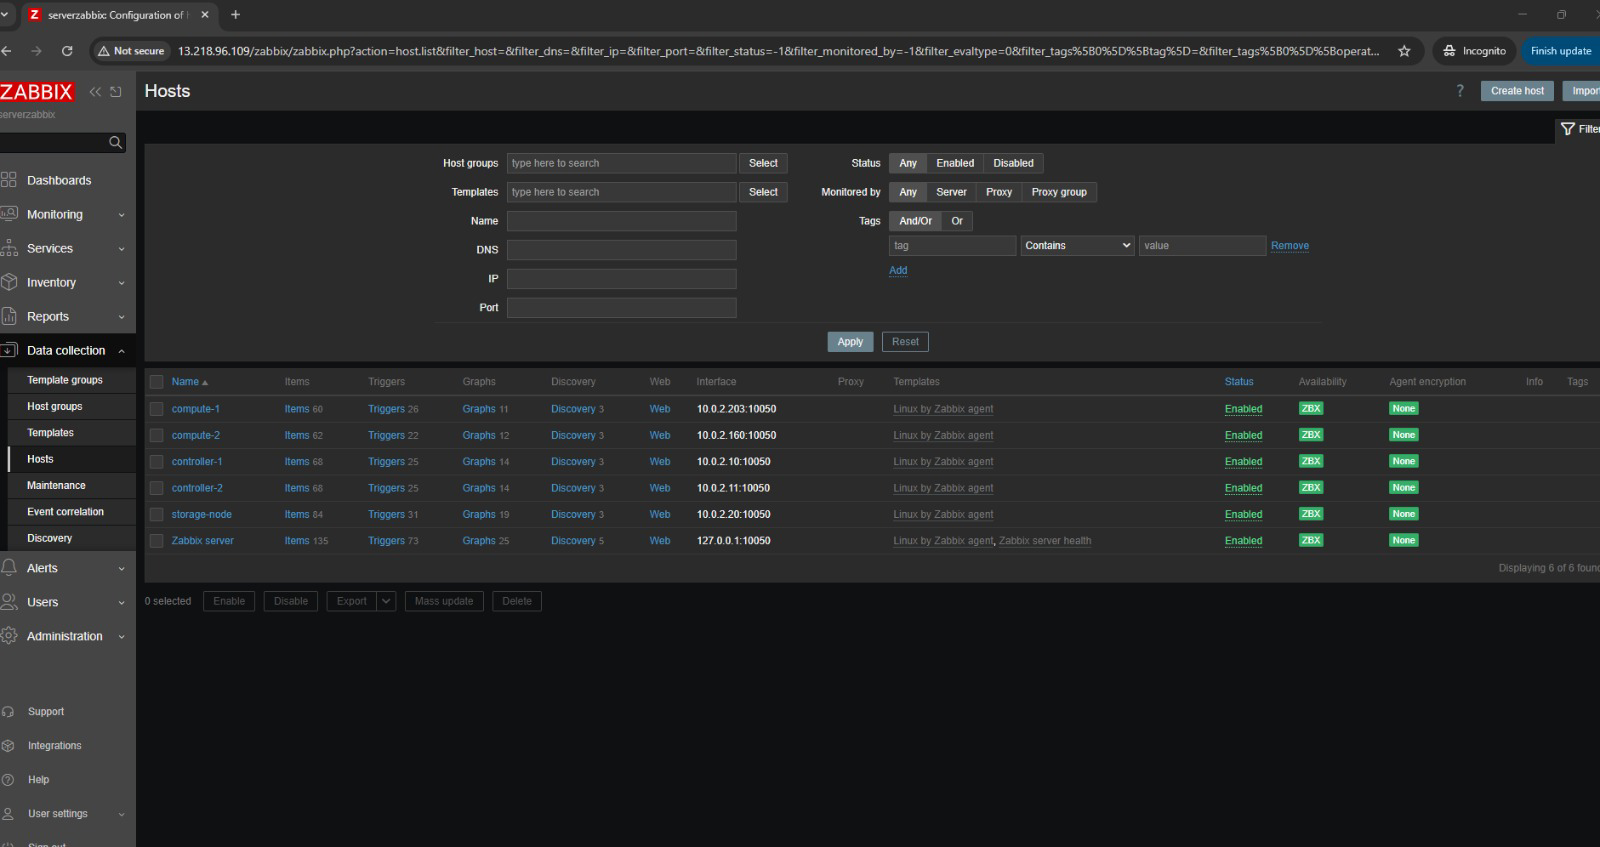 serverzabbix: Configuration of
Not secure
13.218.96.109/zabbix/zabbix.php?action=host.list&filter_host=&filter_dns=&filter_ip=&filter_port=&filter_status=-1&filter_monitored_by=-1&filter_evaltype=0&filter_tags%5B0%5D%5Btag%5D=&filter_tags%5B0%5D%5Boperat...
Incognito
Finish update
ZABBIX
serverzabbix
Hosts
?
Create host
Impor
Filte
Dashboards
Monitoring
Services
Inventory
Reports
Data collection
Template groups
Host groups
Templates
Hosts
Maintenance
Event correlation
Discovery
Alerts
Users
Administration
Support
Integrations
Help
User settings
Sign out
Host groups type here to search Select
Templates type here to search Select
Name
DNS
IP
Port
Status Any Enabled Disabled
Monitored by Any Server Proxy Proxy group
Tags And/Or Or
tag Contains value Remove
Add
Apply Reset
Name Items Triggers Graphs Discovery Web Interface Proxy Templates Status Availability Agent encryption Info Tags
compute-1 Items 60 Triggers 26 Graphs 11 Discovery 3 Web 10.0.2.203:10050 Linux by Zabbix agent Enabled ZBX None
compute-2 Items 62 Triggers 22 Graphs 12 Discovery 3 Web 10.0.2.160:10050 Linux by Zabbix agent Enabled ZBX None
controller-1 Items 68 Triggers 25 Graphs 14 Discovery 3 Web 10.0.2.10:10050 Linux by Zabbix agent Enabled ZBX None
controller-2 Items 68 Triggers 25 Graphs 14 Discovery 3 Web 10.0.2.11:10050 Linux by Zabbix agent Enabled ZBX None
storage-node Items 84 Triggers 31 Graphs 19 Discovery 3 Web 10.0.2.20:10050 Linux by Zabbix agent Enabled ZBX None
Zabbix server Items 135 Triggers 73 Graphs 25 Discovery 5 Web 127.0.0.1:10050 Linux by Zabbix agent, Zabbix server health Enabled ZBX None
Displaying 6 of 6 found
0 selected Enable Disable Export Mass update Delete